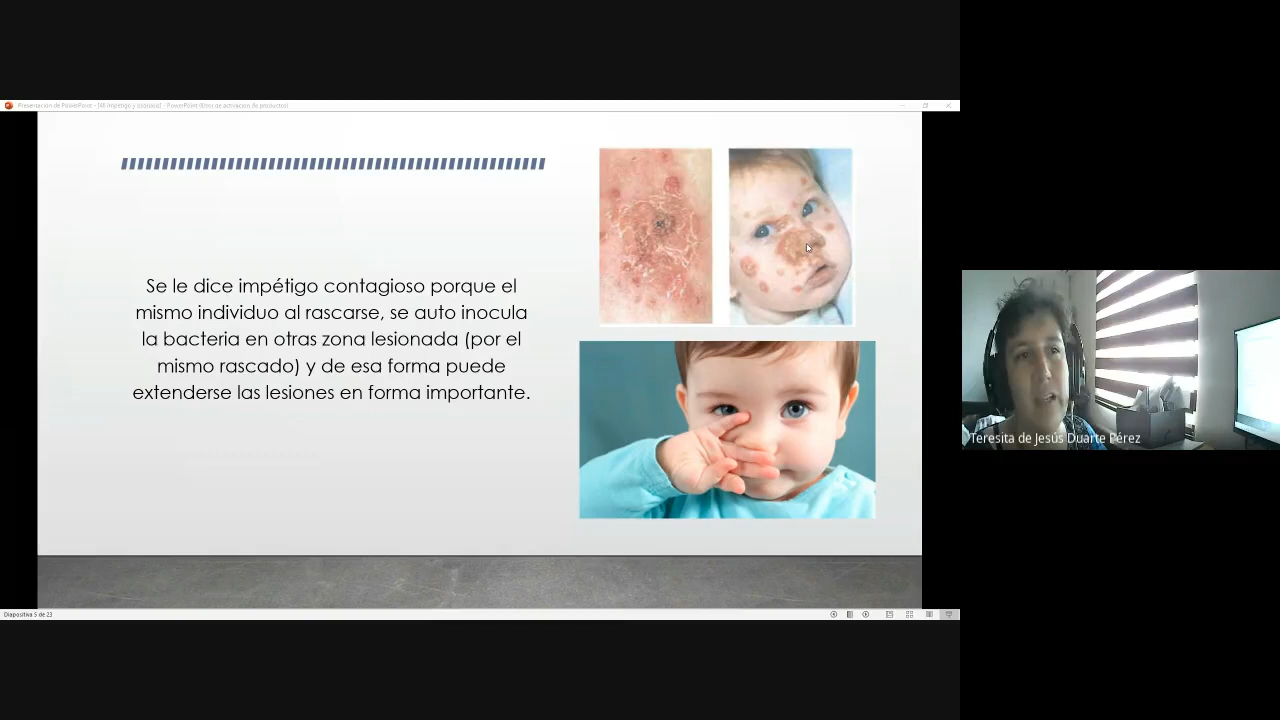 Presentación de PowerPoint - [III Impétigo y psoriasis] - PowerPoint (Error de activación de productos)
Se le dice impétigo contagioso porque el
mismo individuo al rascarse, se auto inocula
la bacteria en otras zona lesionada (por el
mismo rascado) y de esa forma puede
extenderse las lesiones en forma importante.
Teresita de Jesús Duarte Pérez
Diapositiva 5 de 23